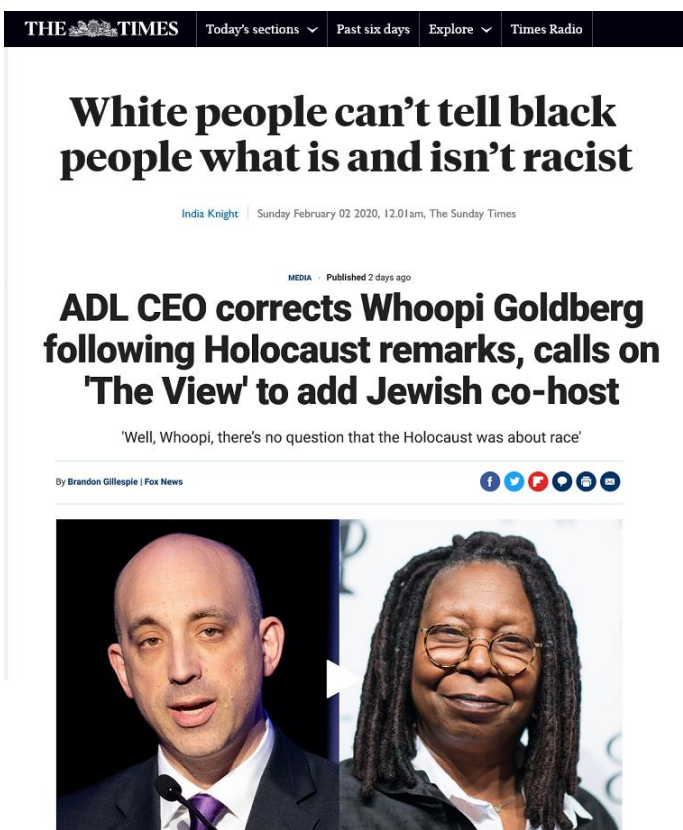 THE TIMES Today's sections Past six days Explore Times Radio
White people can't tell black
people what is and isn't racist
India Knight Sunday February 02 2020, 12.01am, The Sunday Times
MEDIA · Published 2 days ago
ADL CEO corrects Whoopi Goldberg
following Holocaust remarks, calls on
'The View' to add Jewish co-host
'Well, Whoopi, there's no question that the Holocaust was about race'
By Brandon Gillespie | Fox News